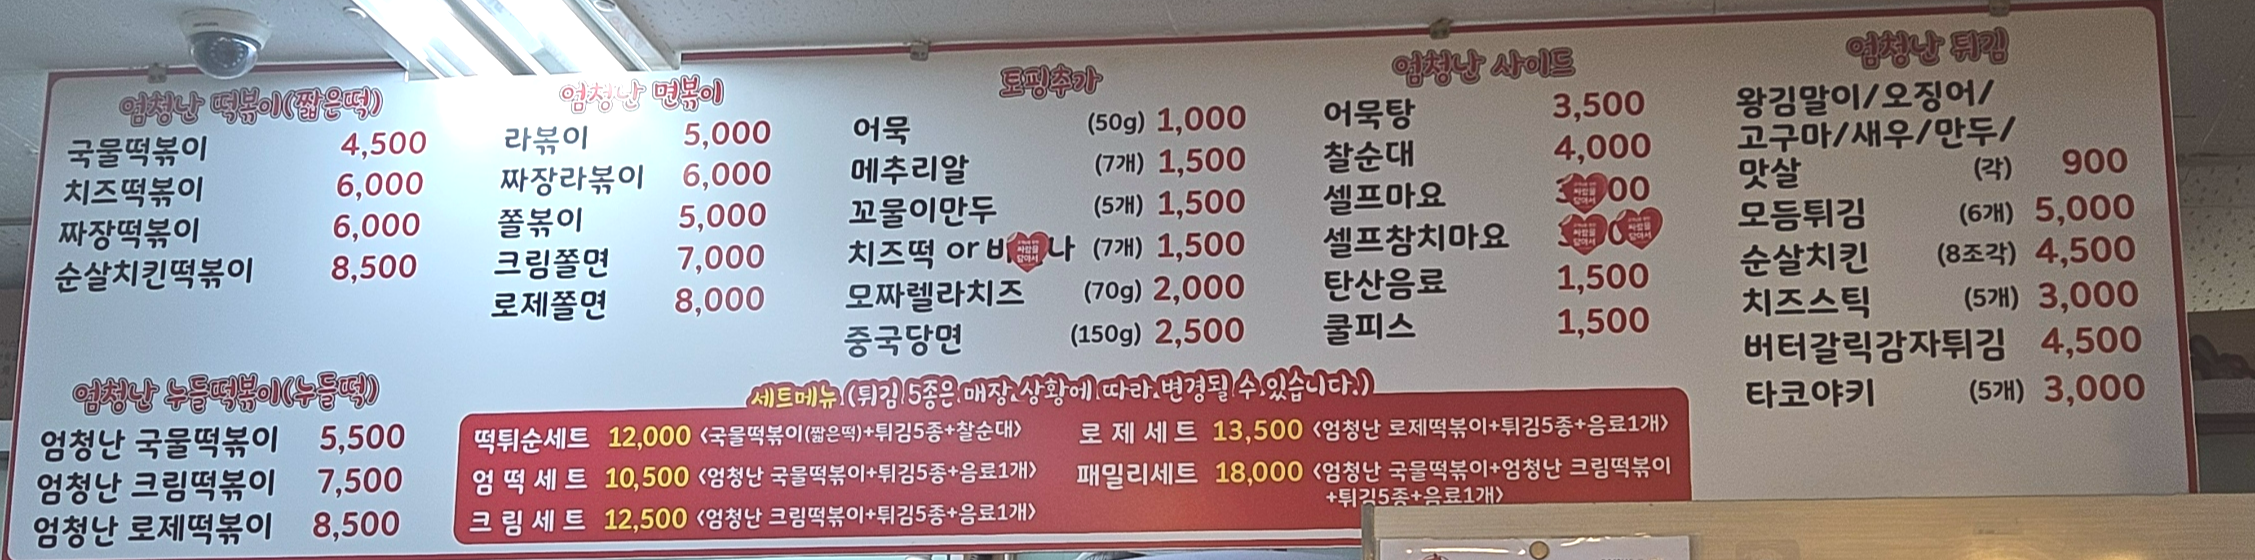 엄청난 떡볶이(짧은떡)
국물떡볶이 4,500
치즈떡볶이 6,000
짜장떡볶이 6,000
순살치킨떡볶이 8,500
엄청난 누들떡볶이(누들떡)
엄청난 국물떡볶이 5,500
엄청난 크림떡볶이 7,500
엄청난 로제떡볶이 8,500
엄청난 면볶이
라볶이 5,000
짜장라볶이 6,000
쫄볶이 5,000
크림쫄면 7,000
로제쫄면 8,000
토핑추가
어묵 (50g) 1,000
메추리알 (7개) 1,500
꼬물이만두 (5개) 1,500
치즈떡 or (7개) 1,500
모짜렐라치즈 (70g) 2,000
중국당면 (150g) 2,500
엄청난 사이드
어묵탕 3,500
찰순대 4,000
셀프마요
셀프참치마요
탄산음료 1,500
쿨피스 1,500
엄청난 튀김
왕김말이/오징어/
고구마/새우/만두/
맛살 (각) 900
모듬튀김 (6개) 5,000
순살치킨 (8조각) 4,500
치즈스틱 (5개) 3,000
버터갈릭감자튀김 4,500
타코야키 (5개) 3,000
세트메뉴 (튀김 5종은 매장 상황에 따라 변경될 수 있습니다.)
떡튀순세트 12,000 <국물떡볶이(짧은떡)+튀김5종+찰순대>
엄 떡 세 트 10,500 <엄청난 국물떡볶이+튀김5종+음료1개>
크 림 세 트 12,500 <엄청난 크림떡볶이+튀김5종+음료1개>
로 제 세 트 13,500 <엄청난 로제떡볶이+튀김5종+음료1개>
패밀리세트 18,000 <엄청난 국물떡볶이+엄청난 크림떡볶이
+튀김5종+음료1개>